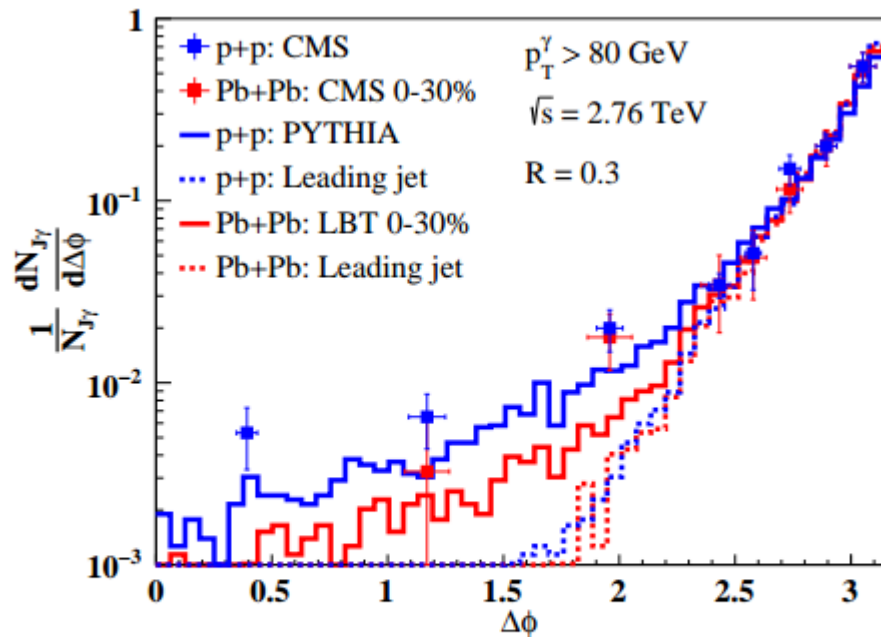 1
10⁻¹
10⁻²
10⁻³
1/N_Jγ dN_Jγ/dΔϕ
p+p: CMS
Pb+Pb: CMS 0-30%
p+p: PYTHIA
p+p: Leading jet
Pb+Pb: LBT 0-30%
Pb+Pb: Leading jet
p_T^γ > 80 GeV
√s = 2.76 TeV
R = 0.3
0 0.5 1 1.5 2 2.5 3
Δϕ